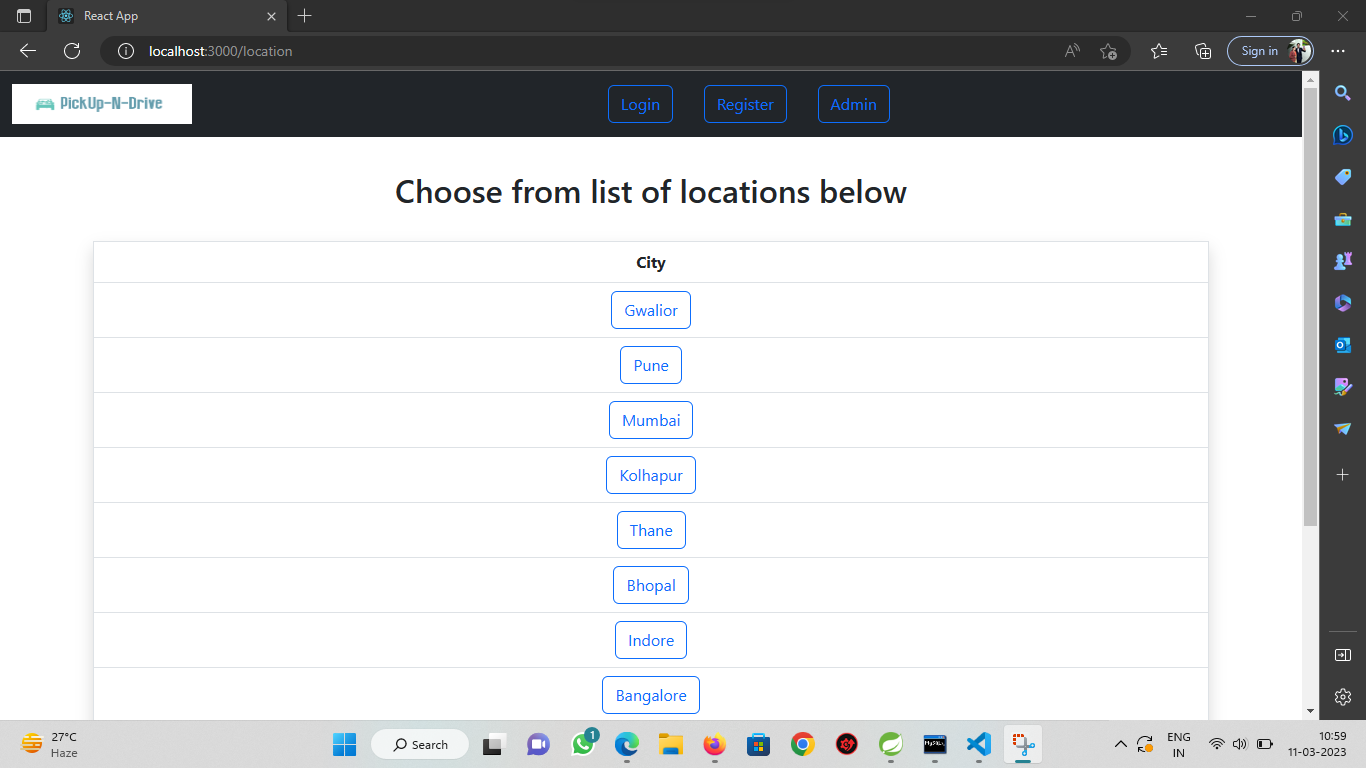 React App
localhost:3000/location
Sign in
PickUp-N-Drive
Login
Register
Admin
Choose from list of locations below
City
Gwalior
Pune
Mumbai
Kolhapur
Thane
Bhopal
Indore
Bangalore
27°C
Haze
Search
1
ENG
IN
10:59
11-03-2023